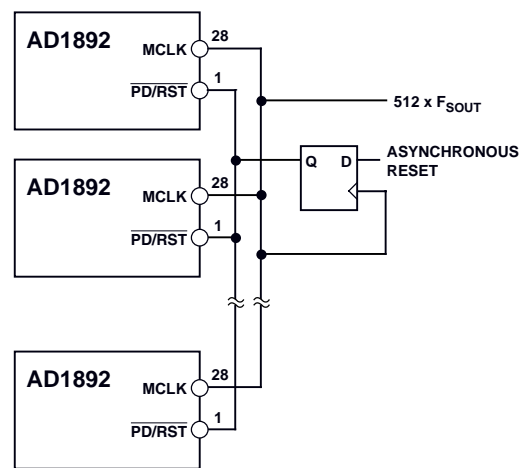 AD1892
MCLK
28
PD/RST
1
512 x FSOUT
Q D
ASYNCHRONOUS
RESET
AD1892
MCLK
28
PD/RST
1
AD1892
MCLK
28
PD/RST
1